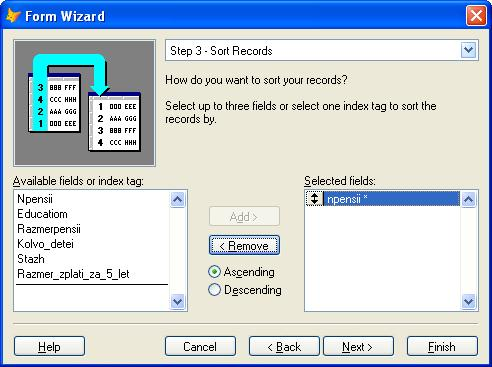 Form Wizard
Step 3 - Sort Records
How do you want to sort your records?
Select up to three fields or select one index tag to sort the
records by.
3 BBB FFF
4 CCC HHH
2 AAA GGG
1 DDD EEE
1 DDD EEE
2 AAA GGG
3 BBB FFF
4 CCC HHH
Available fields or index tag:
Selected fields:
Npensii
Educatiom
Razmerpensii
Kolvo_detei
Stazh
Razmer_zplati_za_5_let
Add >
< Remove
Ascending
Descending
npensii *
Help
Cancel
< Back
Next >
Finish